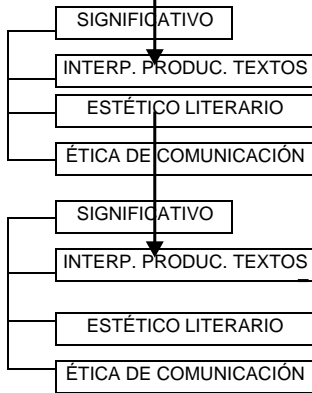 SIGNIFICATIVO
INTERP. PRODUC. TEXTOS
ESTÉTICO LITERARIO
ÉTICA DE COMUNICACIÓN
SIGNIFICATIVO
INTERP. PRODUC. TEXTOS
ESTÉTICO LITERARIO
ÉTICA DE COMUNICACIÓN